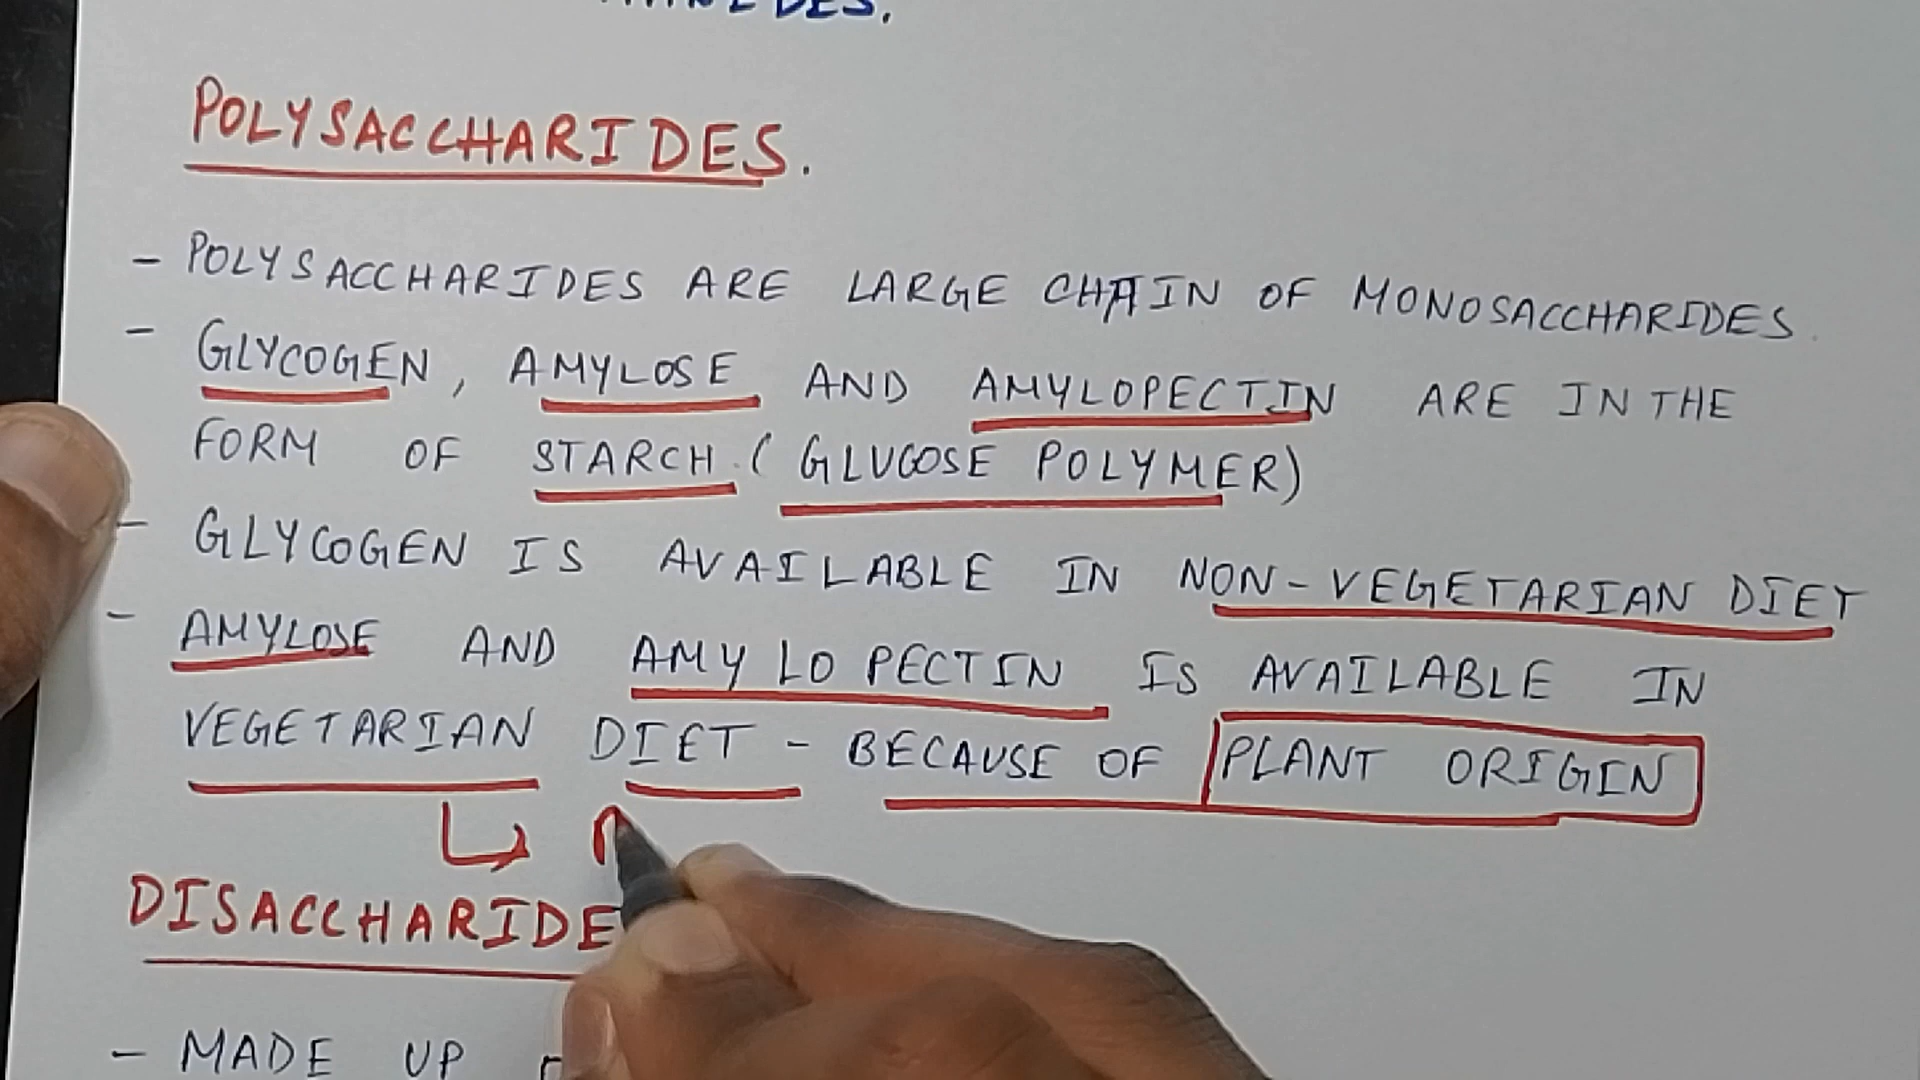 POLYSACCHARIDES.
- POLYSACCHARIDES ARE LARGE CHAIN OF MONOSACCHARIDES.
- GLYCOGEN, AMYLOSE AND AMYLOPECTIN ARE IN THE
FORM OF STARCH. (GLUCOSE POLYMER)
- GLYCOGEN IS AVAILABLE IN NON-VEGETARIAN DIET
- AMYLOSE AND AMYLOPECTIN IS AVAILABLE IN
VEGETARIAN DIET - BECAUSE OF PLANT ORIGIN
DISACCHARIDE
- MADE UP